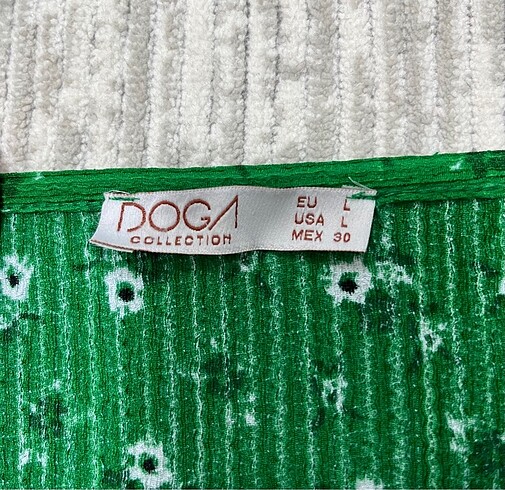 DOGA
COLLECTION
EU L
USA L
MEX 30